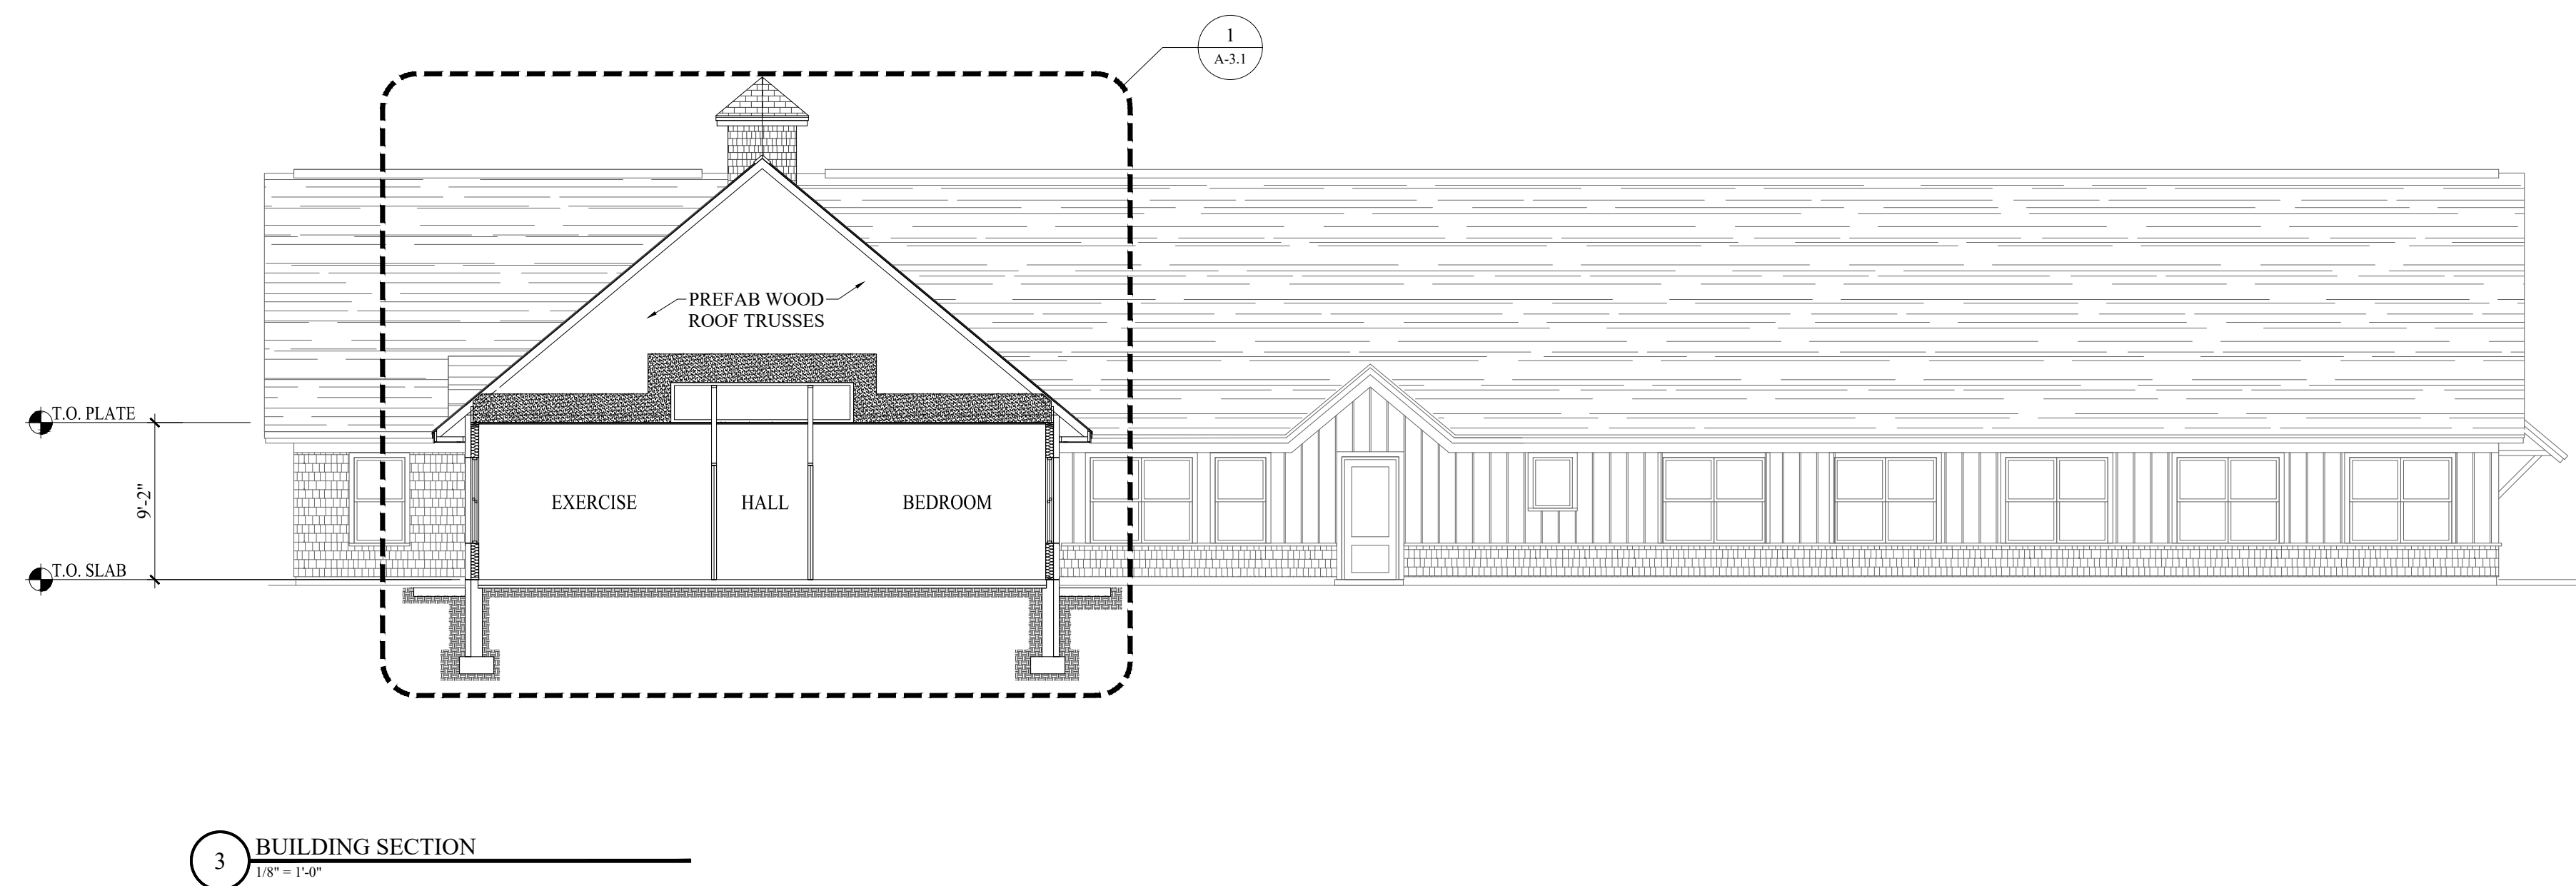 1
A-3.1
PREFAB WOOD
ROOF TRUSSES
T.O. PLATE
9'-2"
EXERCISE
HALL
BEDROOM
T.O. SLAB
3
BUILDING SECTION
1/8" = 1'-0"